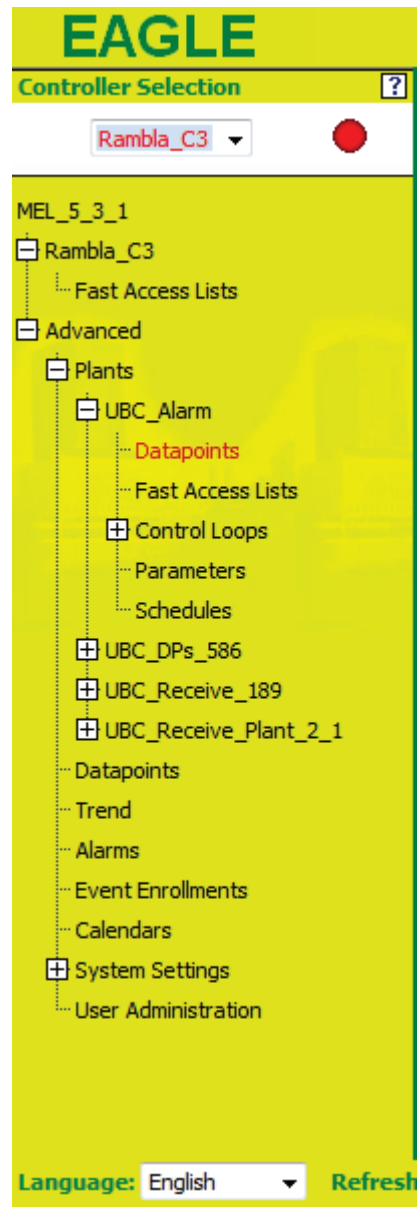 EAGLE
Controller Selection ?
Rambla_C3
MEL_5_3_1
Rambla_C3
Fast Access Lists
Advanced
Plants
UBC_Alarm
Datapoints
Fast Access Lists
Control Loops
Parameters
Schedules
UBC_DPs_586
UBC_Receive_189
UBC_Receive_Plant_2_1
Datapoints
Trend
Alarms
Event Enrollments
Calendars
System Settings
User Administration
Language: English Refresh